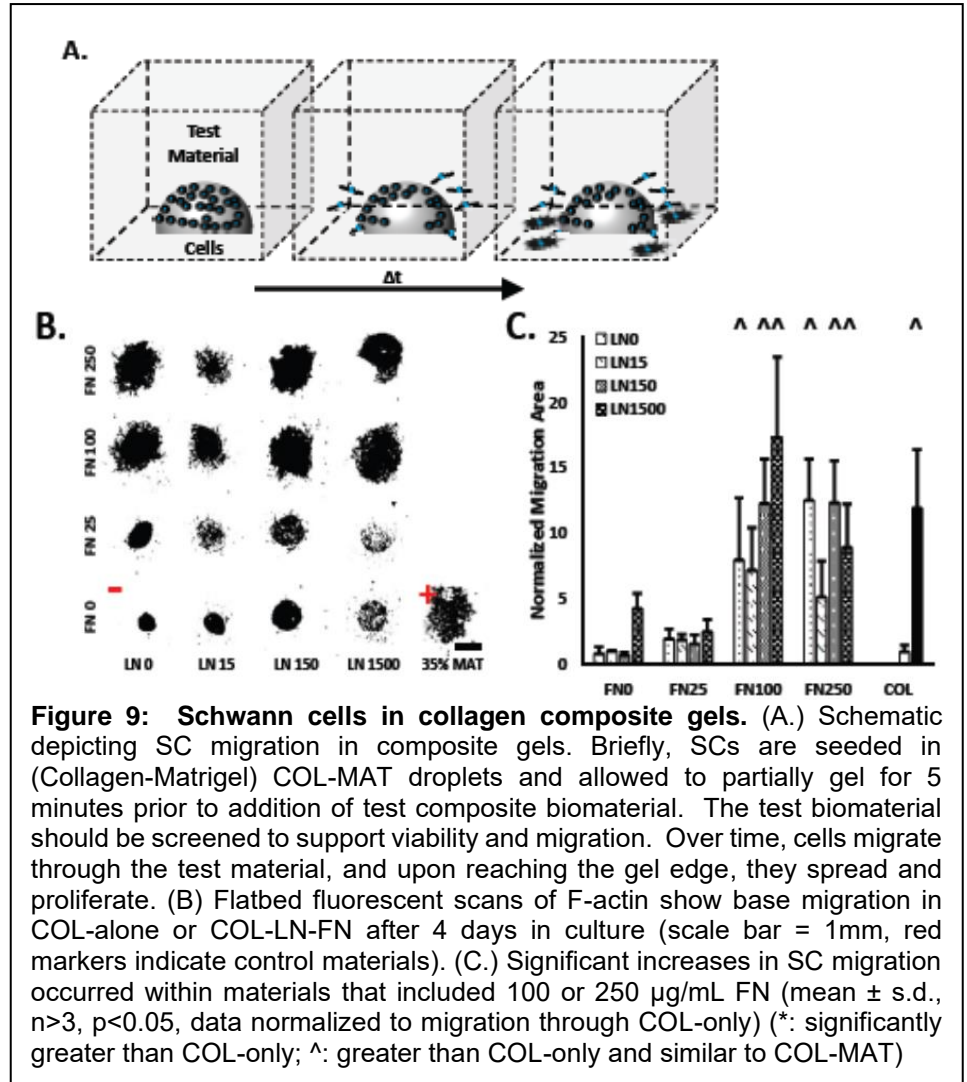 A.
Test
Material
Cells
Δt
B.
FN 250
FN 100
FN 25
FN 0
LN 0 LN 15 LN 150 LN 1500 35% MAT
C.
^ ^^ ^ ^^ ^
Normalized Migration Area
25
20
15
10
5
0
LN0
LN15
LN150
LN1500
FN0 FN25 FN100 FN250 COL
Figure 9: Schwann cells in collagen composite gels. (A.) Schematic
depicting SC migration in composite gels. Briefly, SCs are seeded in
(Collagen-Matrigel) COL-MAT droplets and allowed to partially gel for 5
minutes prior to addition of test composite biomaterial. The test biomaterial
should be screened to support viability and migration. Over time, cells migrate
through the test material, and upon reaching the gel edge, they spread and
proliferate. (B) Flatbed fluorescent scans of F-actin show base migration in
COL-alone or COL-LN-FN after 4 days in culture (scale bar = 1mm, red
markers indicate control materials). (C.) Significant increases in SC migration
occurred within materials that included 100 or 250 µg/mL FN (mean ± s.d.,
n>3, p<0.05, data normalized to migration through COL-only) (*: significantly
greater than COL-only; ^: greater than COL-only and similar to COL-MAT)